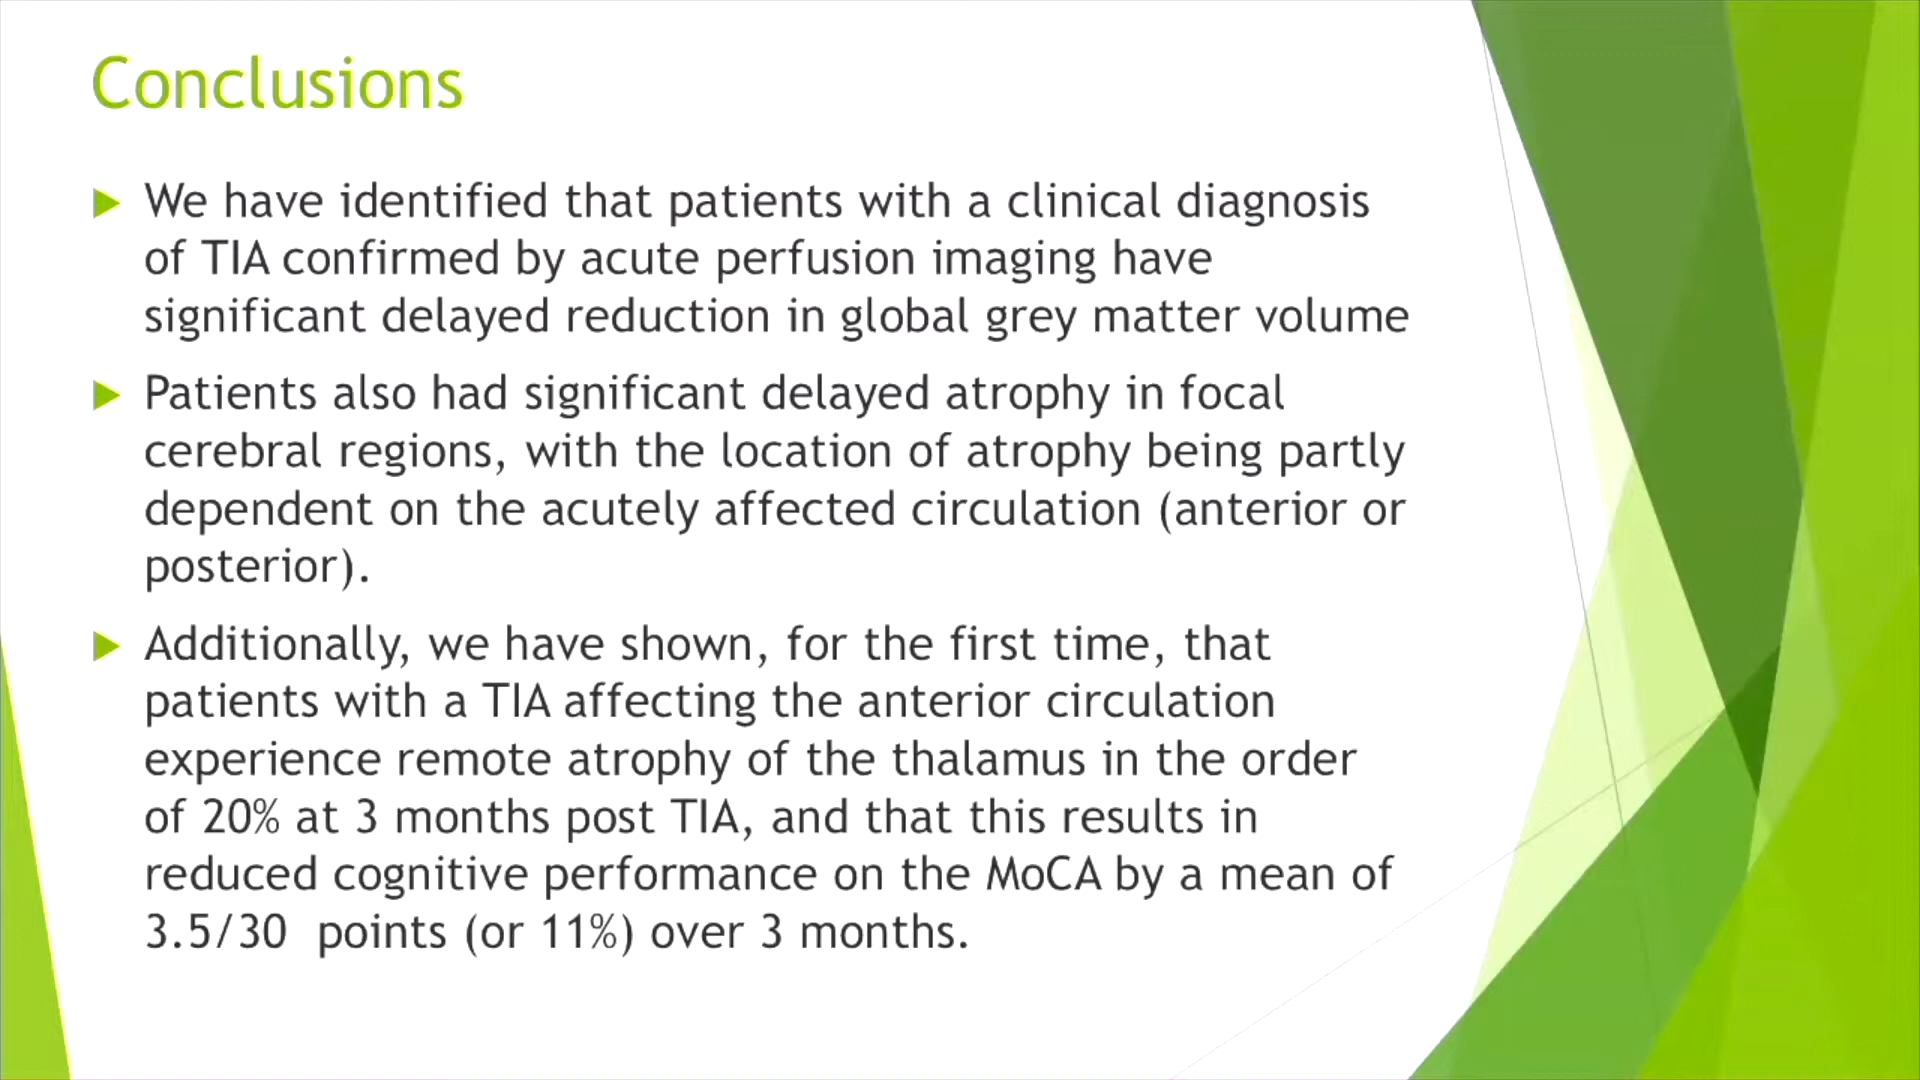 Conclusions
We have identified that patients with a clinical diagnosis
of TIA confirmed by acute perfusion imaging have
significant delayed reduction in global grey matter volume
Patients also had significant delayed atrophy in focal
cerebral regions, with the location of atrophy being partly
dependent on the acutely affected circulation (anterior or
posterior).
Additionally, we have shown, for the first time, that
patients with a TIA affecting the anterior circulation
experience remote atrophy of the thalamus in the order
of 20% at 3 months post TIA, and that this results in
reduced cognitive performance on the MoCA by a mean of
3.5/30  points (or 11%) over 3 months.